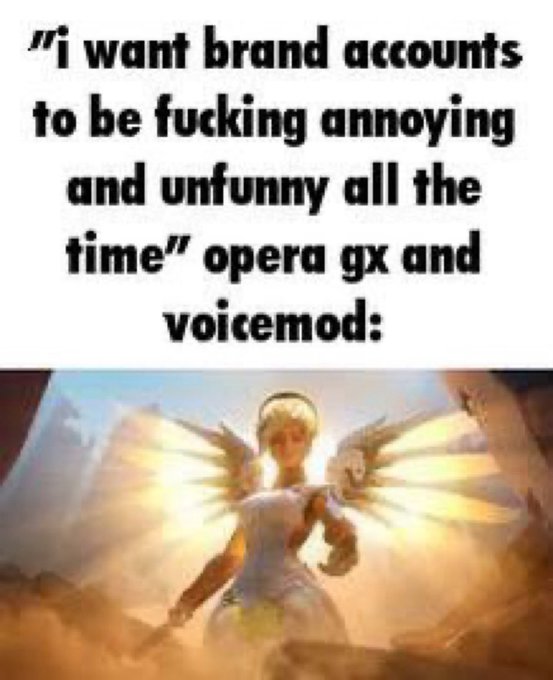 "i want brand accounts
to be fucking annoying
and unfunny all the
time" opera gx and
voicemod: